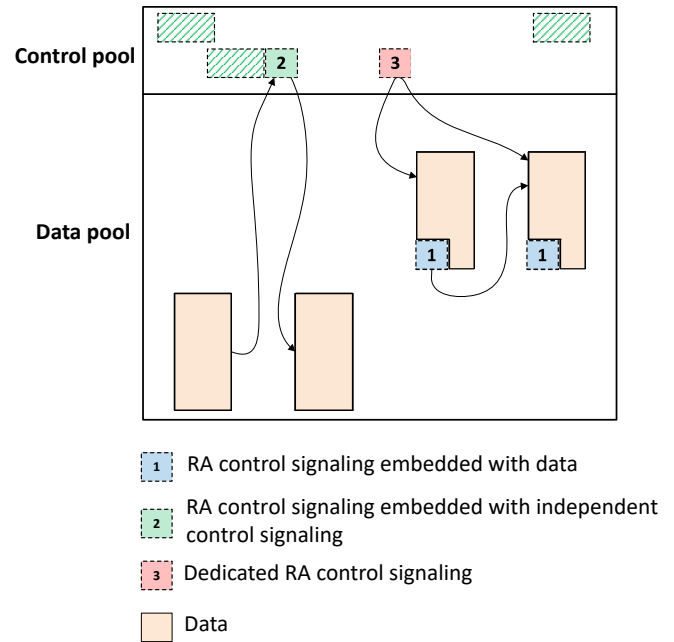 Control pool
2
3
Data pool
1
1
1 RA control signaling embedded with data
2 RA control signaling embedded with independent
control signaling
3 Dedicated RA control signaling
Data